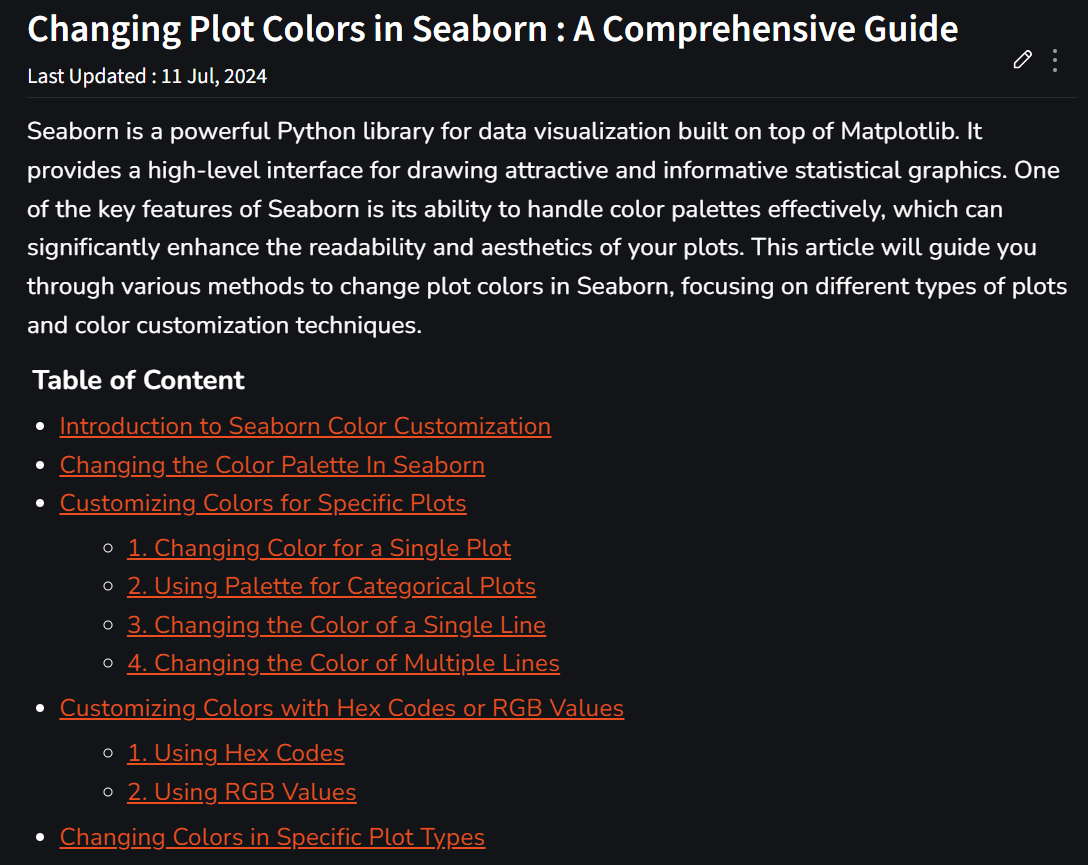 Changing Plot Colors in Seaborn : A Comprehensive Guide
Last Updated : 11 Jul, 2024
Seaborn is a powerful Python library for data visualization built on top of Matplotlib. It
provides a high-level interface for drawing attractive and informative statistical graphics. One
of the key features of Seaborn is its ability to handle color palettes effectively, which can
significantly enhance the readability and aesthetics of your plots. This article will guide you
through various methods to change plot colors in Seaborn, focusing on different types of plots
and color customization techniques.
Table of Content
Introduction to Seaborn Color Customization
Changing the Color Palette In Seaborn
Customizing Colors for Specific Plots
1. Changing Color for a Single Plot
2. Using Palette for Categorical Plots
3. Changing the Color of a Single Line
4. Changing the Color of Multiple Lines
Customizing Colors with Hex Codes or RGB Values
1. Using Hex Codes
2. Using RGB Values
Changing Colors in Specific Plot Types